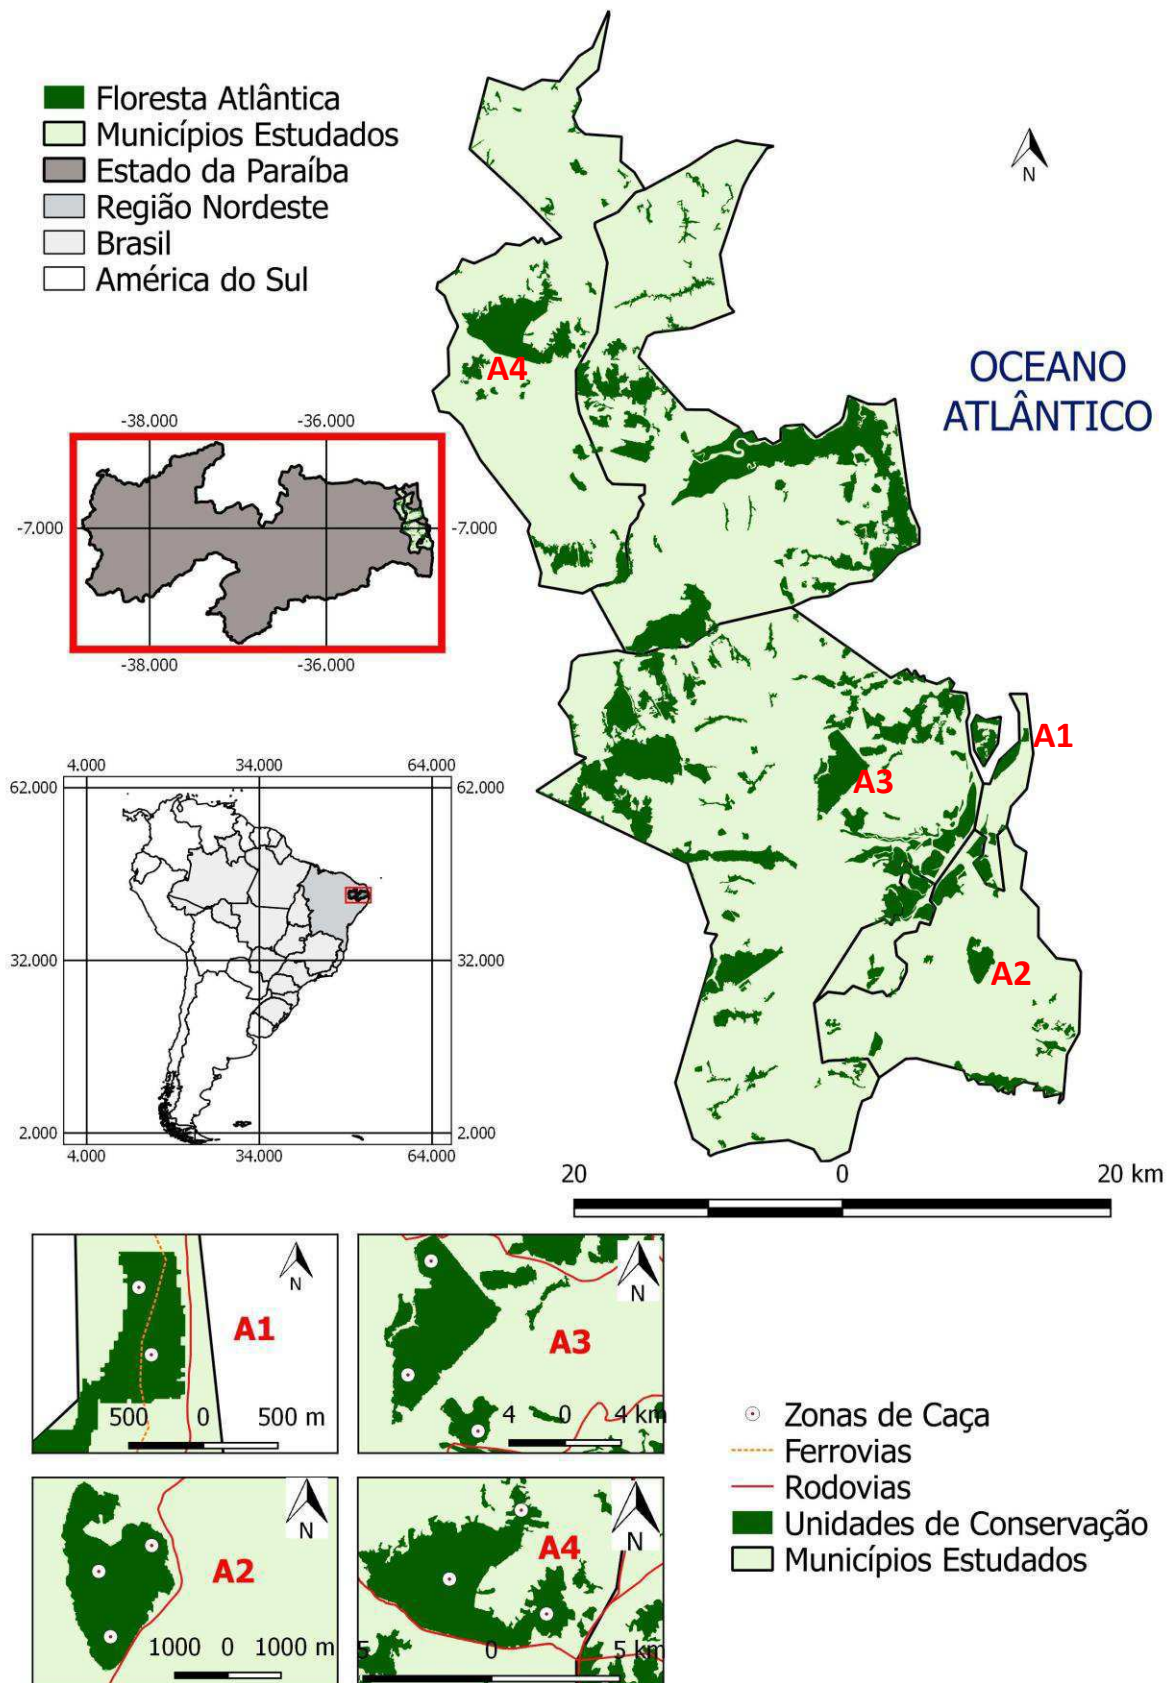 Floresta Atlântica
Municípios Estudados
Estado da Paraíba
Região Nordeste
Brasil
América do Sul
N
OCEANO
ATLÂNTICO
A4
A1
A3
A2
-38.000 -36.000
-7.000 -7.000
-38.000 -36.000
4.000 34.000 64.000
62.000 62.000
32.000 32.000
2.000 2.000
4.000 34.000 64.000
20 0 20 km
N
A1
500 0 500 m
N
A3
4 0 4 km
N
A2
1000 0 1000 m
N
A4
5 0 5 km
Zonas de Caça
Ferrovias
Rodovias
Unidades de Conservação
Municípios Estudados